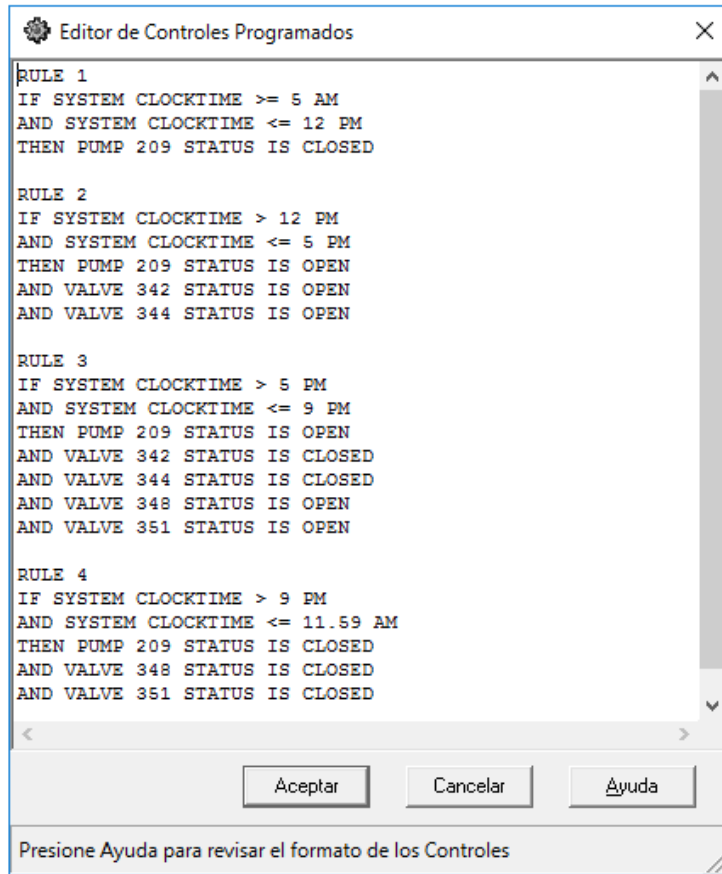 Editor de Controles Programados
RULE 1
IF SYSTEM CLOCKTIME >= 5 AM
AND SYSTEM CLOCKTIME <= 12 PM
THEN PUMP 209 STATUS IS CLOSED
RULE 2
IF SYSTEM CLOCKTIME > 12 PM
AND SYSTEM CLOCKTIME <= 5 PM
THEN PUMP 209 STATUS IS OPEN
AND VALVE 342 STATUS IS OPEN
AND VALVE 344 STATUS IS OPEN
RULE 3
IF SYSTEM CLOCKTIME > 5 PM
AND SYSTEM CLOCKTIME <= 9 PM
THEN PUMP 209 STATUS IS OPEN
AND VALVE 342 STATUS IS CLOSED
AND VALVE 344 STATUS IS CLOSED
AND VALVE 348 STATUS IS OPEN
AND VALVE 351 STATUS IS OPEN
RULE 4
IF SYSTEM CLOCKTIME > 9 PM
AND SYSTEM CLOCKTIME <= 11.59 AM
THEN PUMP 209 STATUS IS CLOSED
AND VALVE 348 STATUS IS CLOSED
AND VALVE 351 STATUS IS CLOSED
Aceptar Cancelar Ayuda
Presione Ayuda para revisar el formato de los Controles